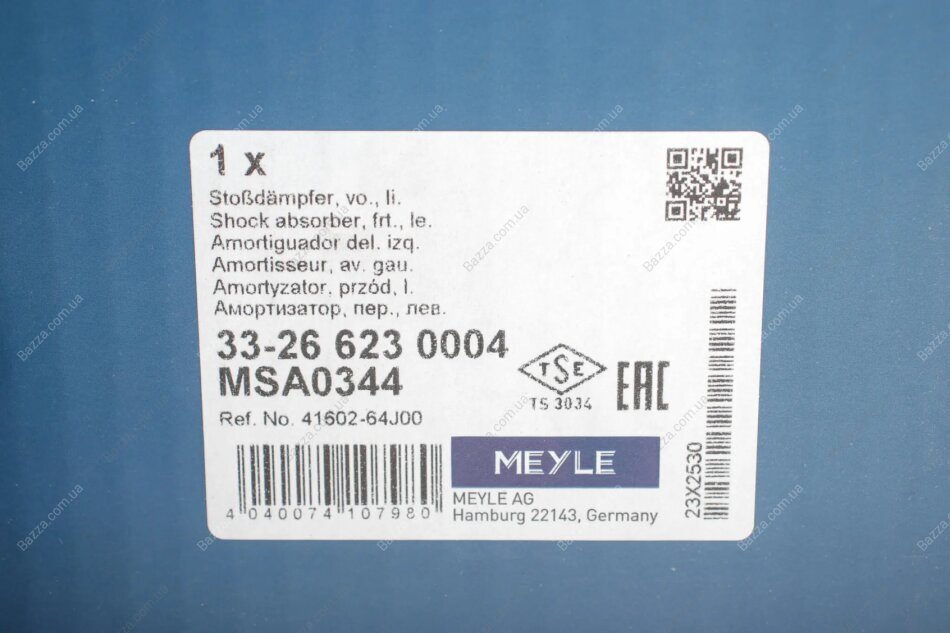 1 x
Stoßdämpfer, vo., li.
Shock absorber, frt., le.
Amortiguador del. izq.
Amortisseur, av. gau.
Amortyzator, przód, l.
Амортизатор, пер., лев.
33-26 623 0004
MSA0344
Ref. No. 41602-64J00
TSE
TS 3034
EAC
4 040074 107980
MEYLE
MEYLE AG
Hamburg 22143, Germany
23X2530
Bazza.com.ua